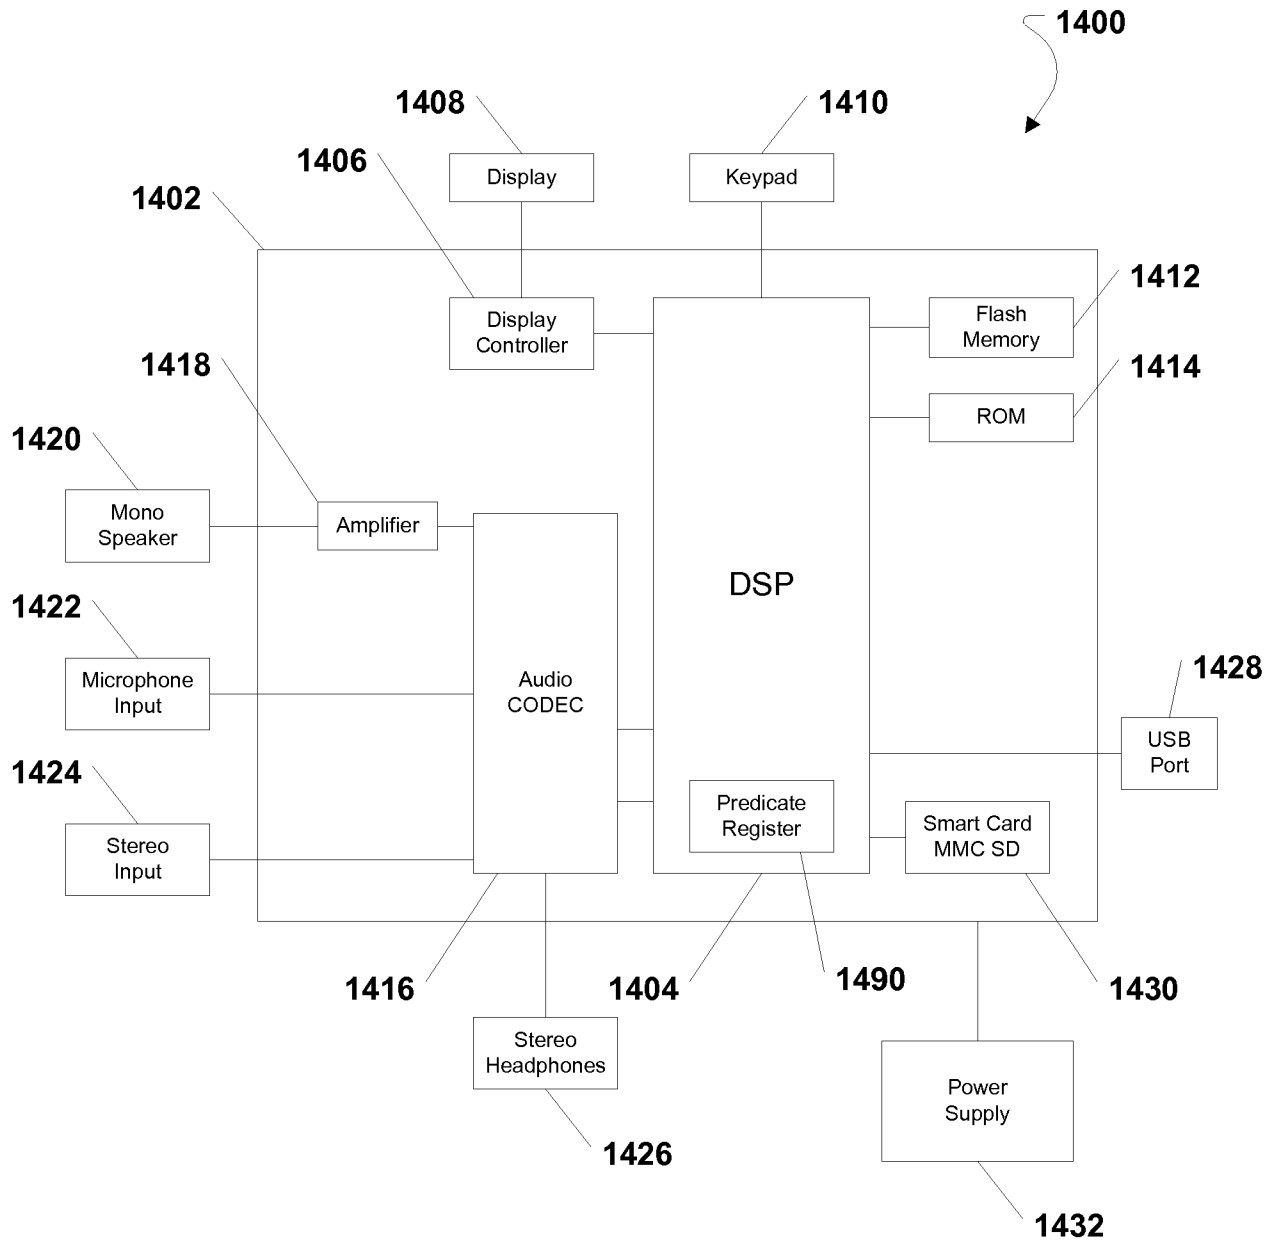 1400
1408
1410
1406
Display
Keypad
1402
1412
Display
Controller
Flash
Memory
1418
1414
ROM
1420
Mono
Speaker
Amplifier
DSP
1422
Microphone
Input
Audio
CODEC
1428
USB
Port
1424
Predicate
Register
Smart Card
MMC SD
Stereo
Input
1416
1404
1490
1430
Stereo
Headphones
Power
Supply
1426
1432